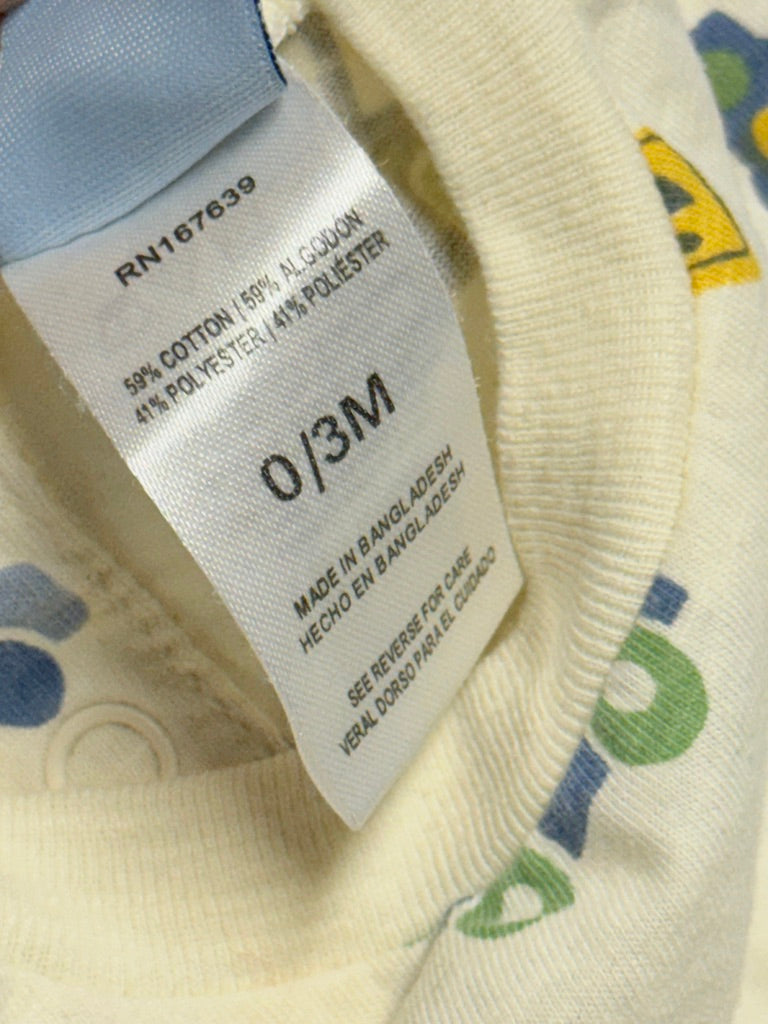 RN167639
59% COTTON | 59% ALGODON
41% POLYESTER | 41% POLIÉSTER
0/3M
MADE IN BANGLADESH
HECHO EN BANGLADESH
SEE REVERSE FOR CARE
VERAL DORSO PARA EL CUIDADO